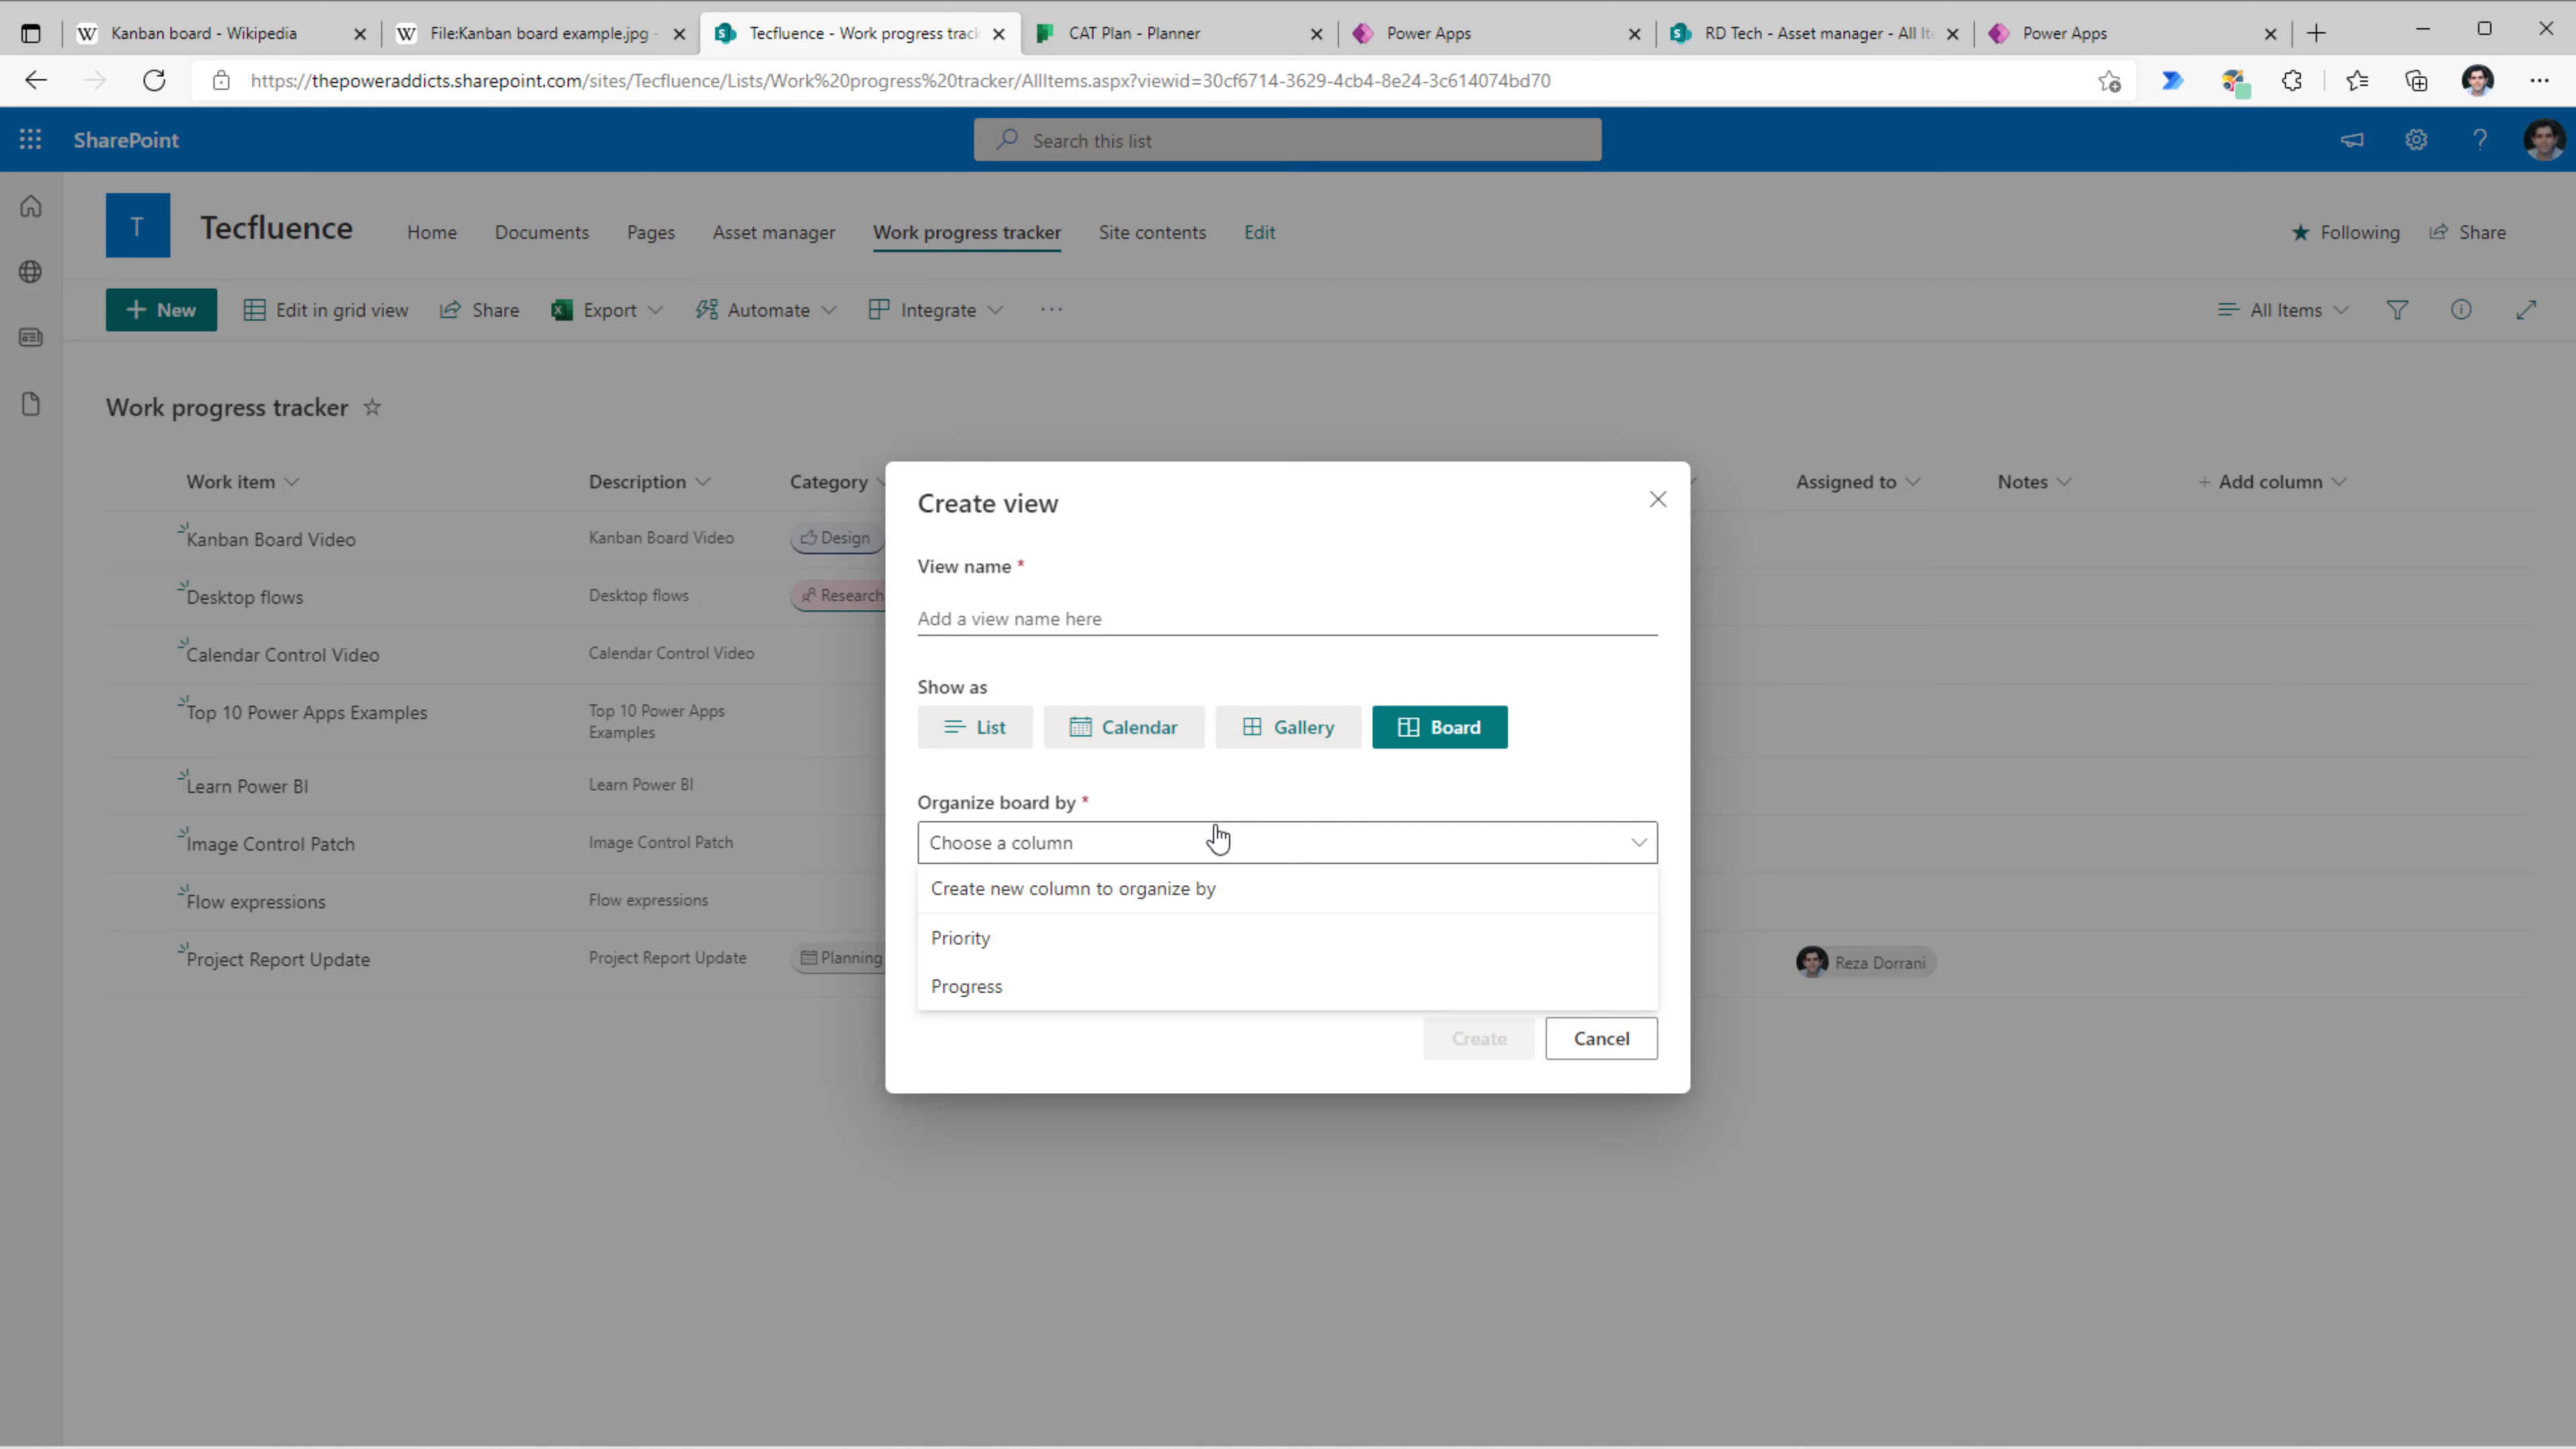 Kanban board - Wikipedia
File:Kanban board example.jpg -
Tecfluence - Work progress track
CAT Plan - Planner
Power Apps
RD Tech - Asset manager - All It
Power Apps
https://thepoweraddicts.sharepoint.com/sites/Tecfluence/Lists/Work%20progress%20tracker/AllItems.aspx?viewid=30cf6714-3629-4cb4-8e24-3c614074bd70
SharePoint
Search this list
T
Tecfluence
Home
Documents
Pages
Asset manager
Work progress tracker
Site contents
Edit
Following
Share
New
Edit in grid view
Share
Export
Automate
Integrate
All Items
Work progress tracker
Work item
Description
Category
Assigned to
Notes
Add column
Kanban Board Video
Kanban Board Video
Design
Desktop flows
Desktop flows
Research
Calendar Control Video
Calendar Control Video
Top 10 Power Apps Examples
Top 10 Power Apps
Examples
Learn Power BI
Learn Power BI
Image Control Patch
Image Control Patch
Flow expressions
Flow expressions
Project Report Update
Project Report Update
Planning
Reza Dorrani
Create view
View name *
Add a view name here
Show as
List
Calendar
Gallery
Board
Organize board by *
Choose a column
Create new column to organize by
Priority
Progress
Create
Cancel